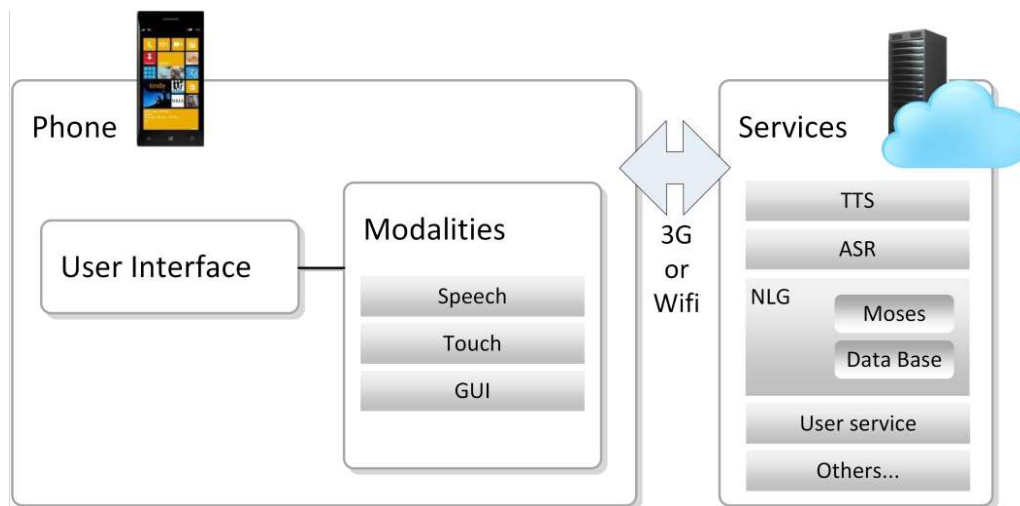 Phone
User Interface
Modalities
Speech
Touch
GUI
3G
or
Wifi
Services
TTS
ASR
NLG
Moses
Data Base
User service
Others...